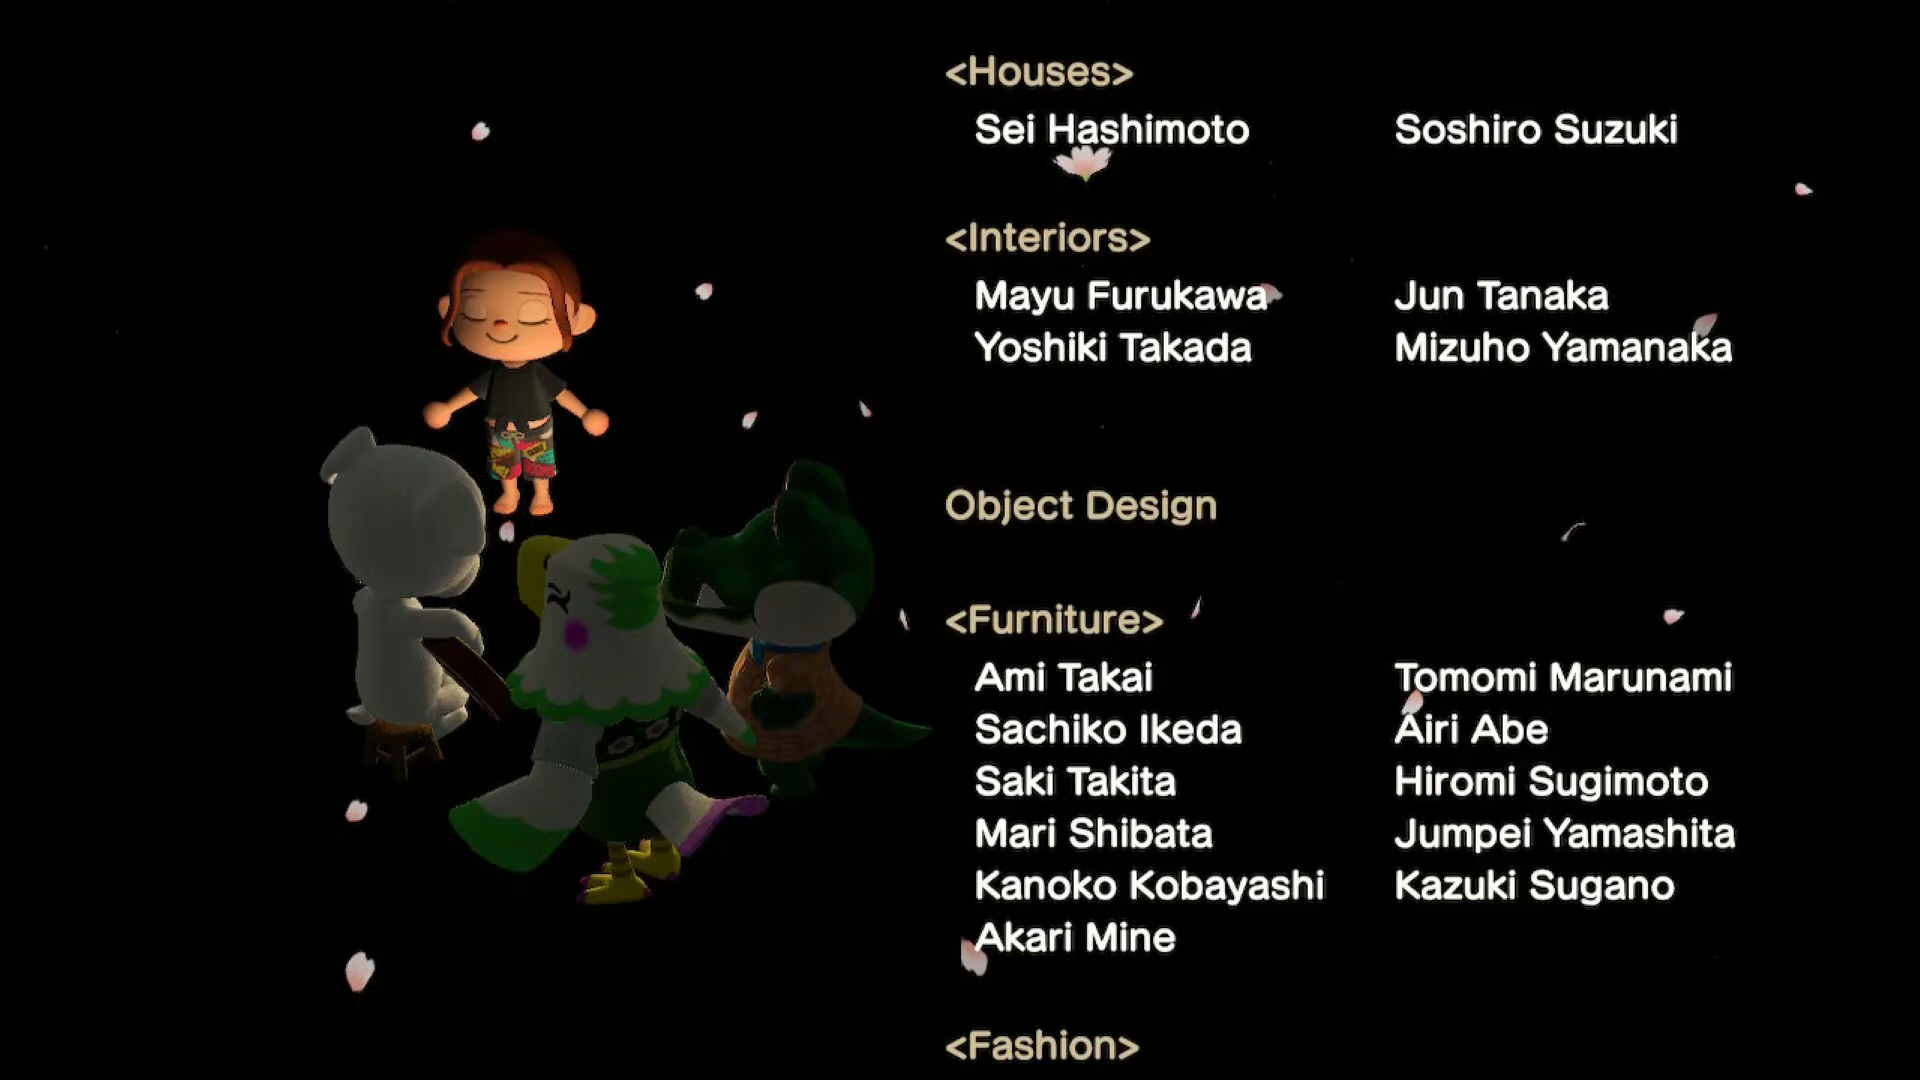 <Houses>
Sei Hashimoto Soshiro Suzuki
<Interiors>
Mayu Furukawa Jun Tanaka
Yoshiki Takada Mizuho Yamanaka
Object Design
<Furniture>
Ami Takai Tomomi Marunami
Sachiko Ikeda Airi Abe
Saki Takita Hiromi Sugimoto
Mari Shibata Jumpei Yamashita
Kanoko Kobayashi Kazuki Sugano
Akari Mine
<Fashion>